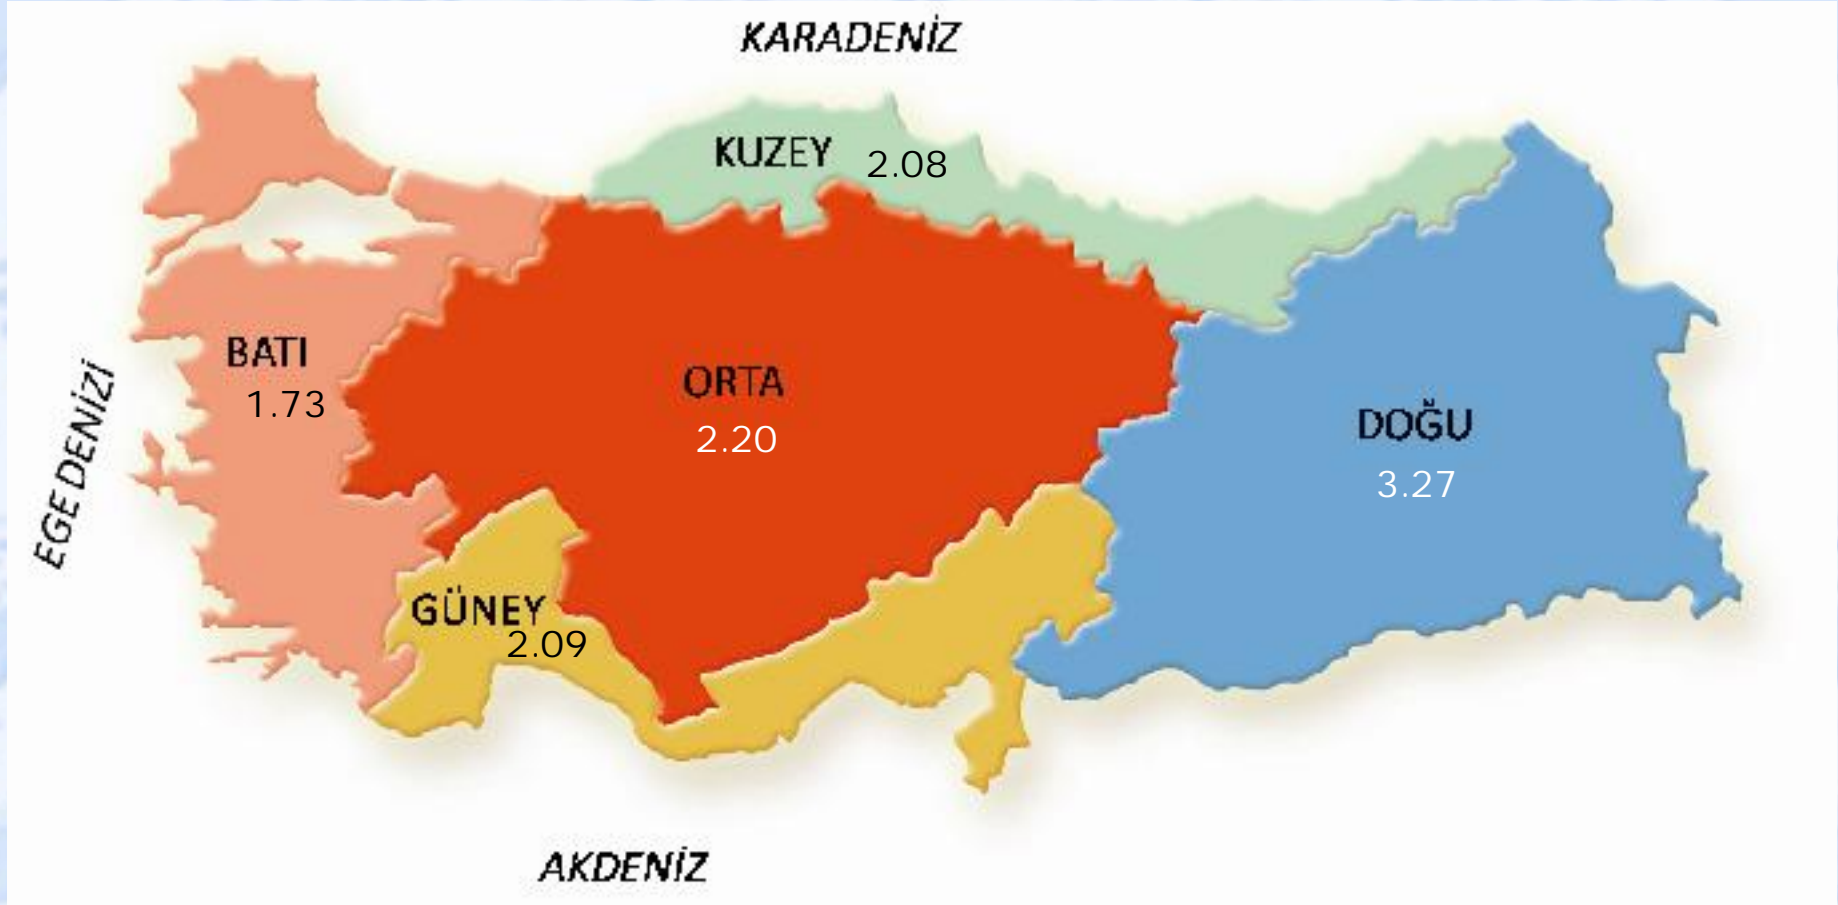 KARADENİZ
KUZEY 2.08
BATI
1.73
ORTA
2.20
DOĞU
3.27
EGE DENİZİ
GÜNEY
2.09
AKDENİZ